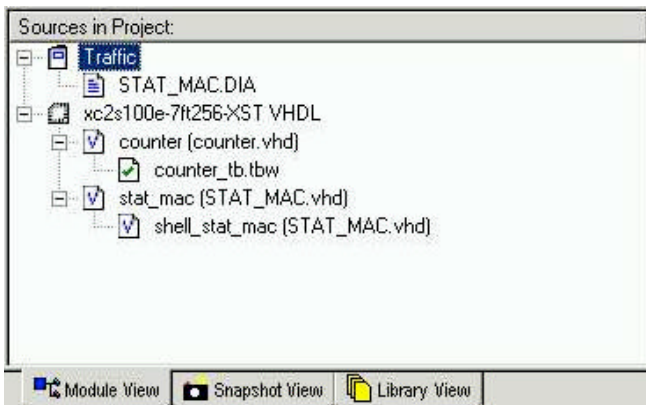 Sources in Project:
Traffic
STAT_MAC.DIA
xc2s100e-7ft256-XST VHDL
counter (counter.vhd)
counter_tb.tbw
stat_mac (STAT_MAC.vhd)
shell_stat_mac (STAT_MAC.vhd)
Module View Snapshot View Library View